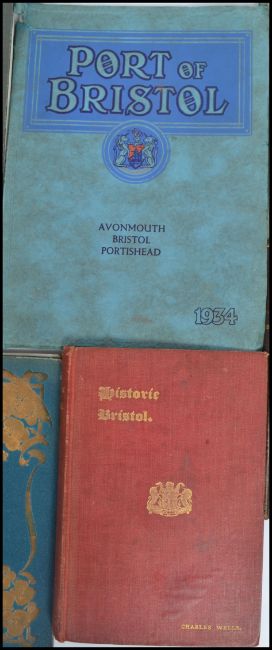 PORT OF
BRISTOL
AVONMOUTH
BRISTOL
PORTISHEAD
1934
Historic
Bristol.
CHARLES WELLS.